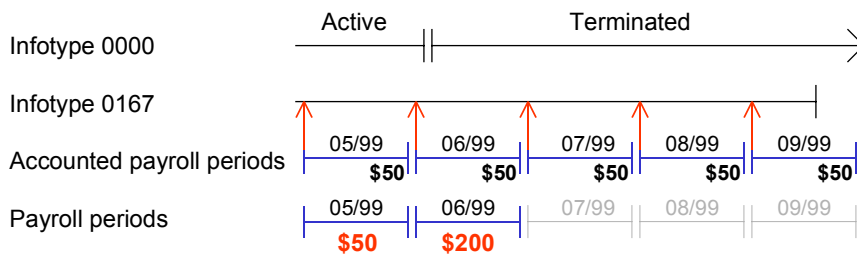 Active Terminated
Infotype 0000
Infotype 0167
05/99 06/99 07/99 08/99 09/99
Accounted payroll periods
$50 $50 $50 $50 $50
05/99 06/99 07/99 08/99 09/99
Payroll periods
$50 $200